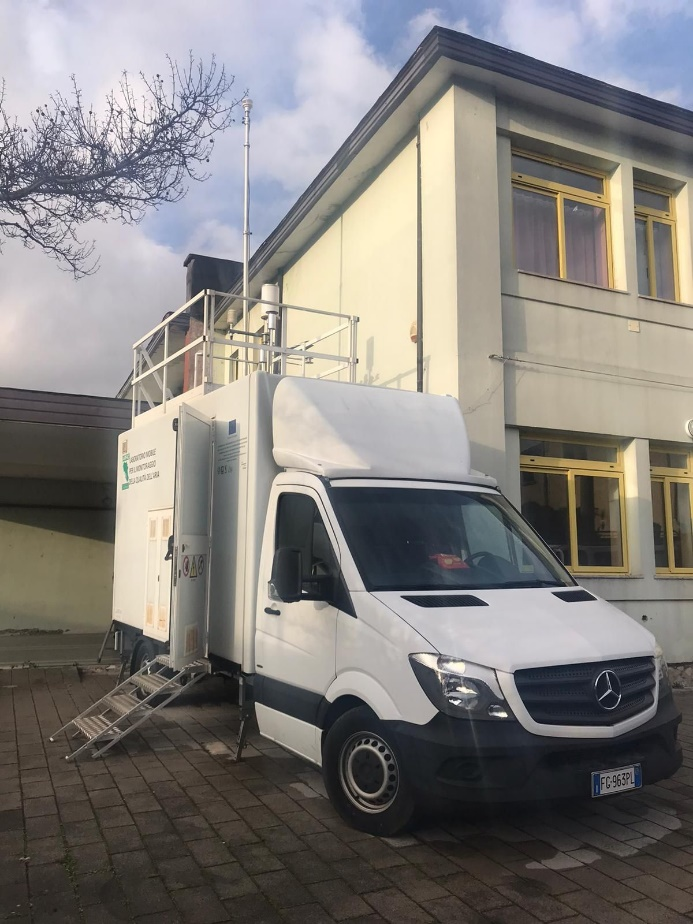 LABORATORIO MOBILE
PER IL MONITORAGGIO
DELLA QUALITÀ DELL'ARIA
FG·963PL